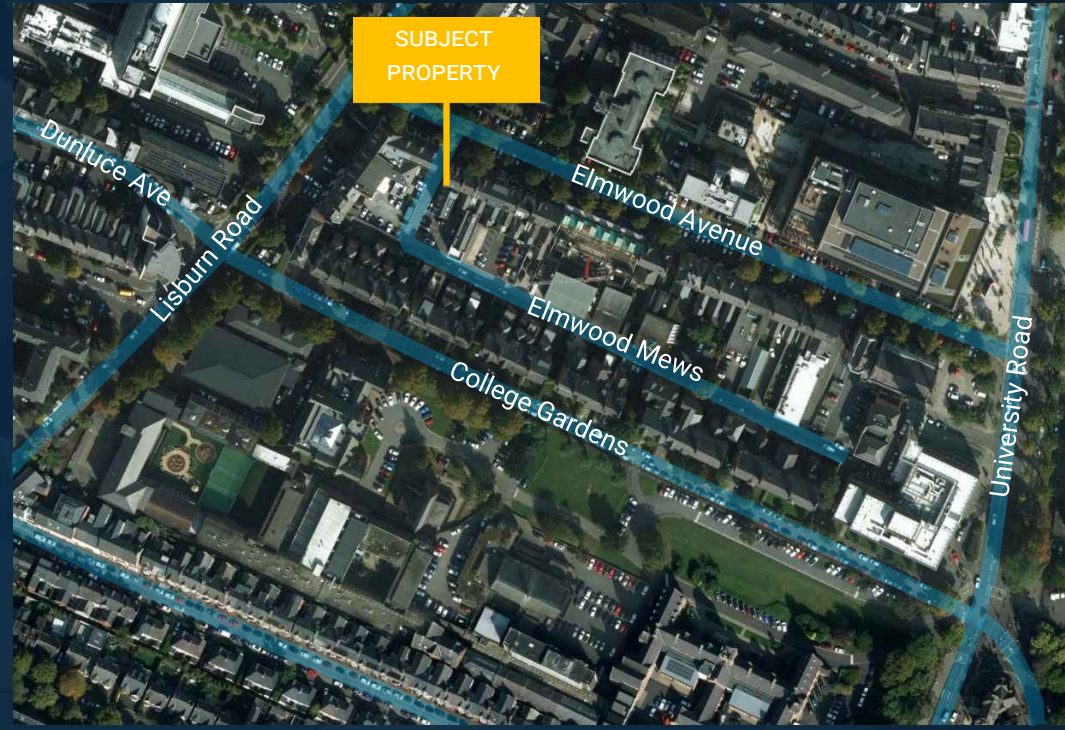 SUBJECT
PROPERTY
Dunluce Ave
Lisburn Road
Elmwood Avenue
Elmwood Mews
College Gardens
University Road